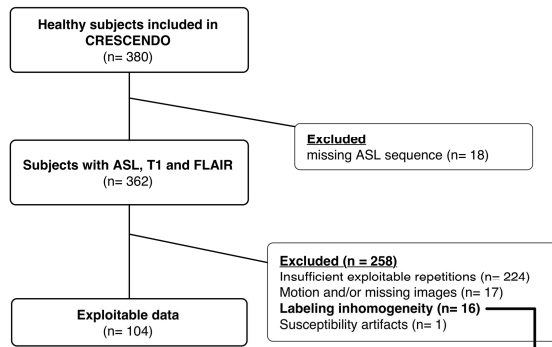 Healthy subjects included in
CRESCENDO
(n= 380)
Excluded
missing ASL sequence (n= 18)
Subjects with ASL, T1 and FLAIR
(n= 362)
Excluded (n = 258)
Insufficient exploitable repetitions (n= 224)
Motion and/or missing images (n= 17)
Labeling inhomogeneity (n= 16)
Susceptibility artifacts (n= 1)
Exploitable data
(n= 104)